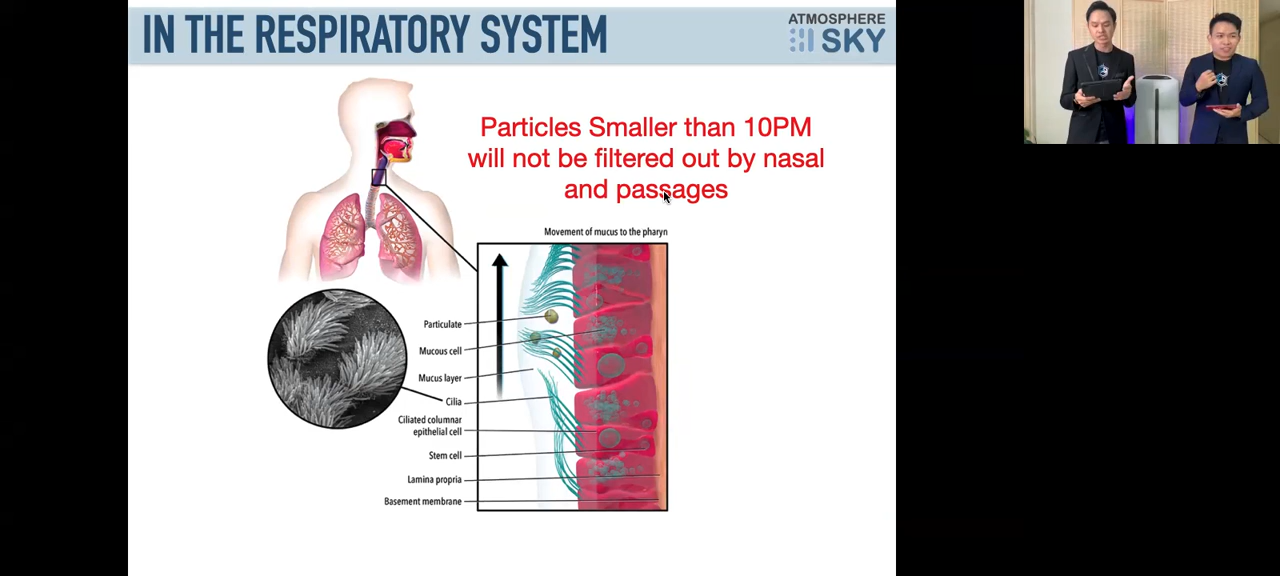 IN THE RESPIRATORY SYSTEM
ATMOSPHERE
SKY
Particles Smaller than 10PM
will not be filtered out by nasal
and passages
Movement of mucus to the pharyn
Particulate
Mucous cell
Mucus layer
Cilia
Ciliated columnar
epithelial cell
Stem cell
Lamina propria
Basement membrane